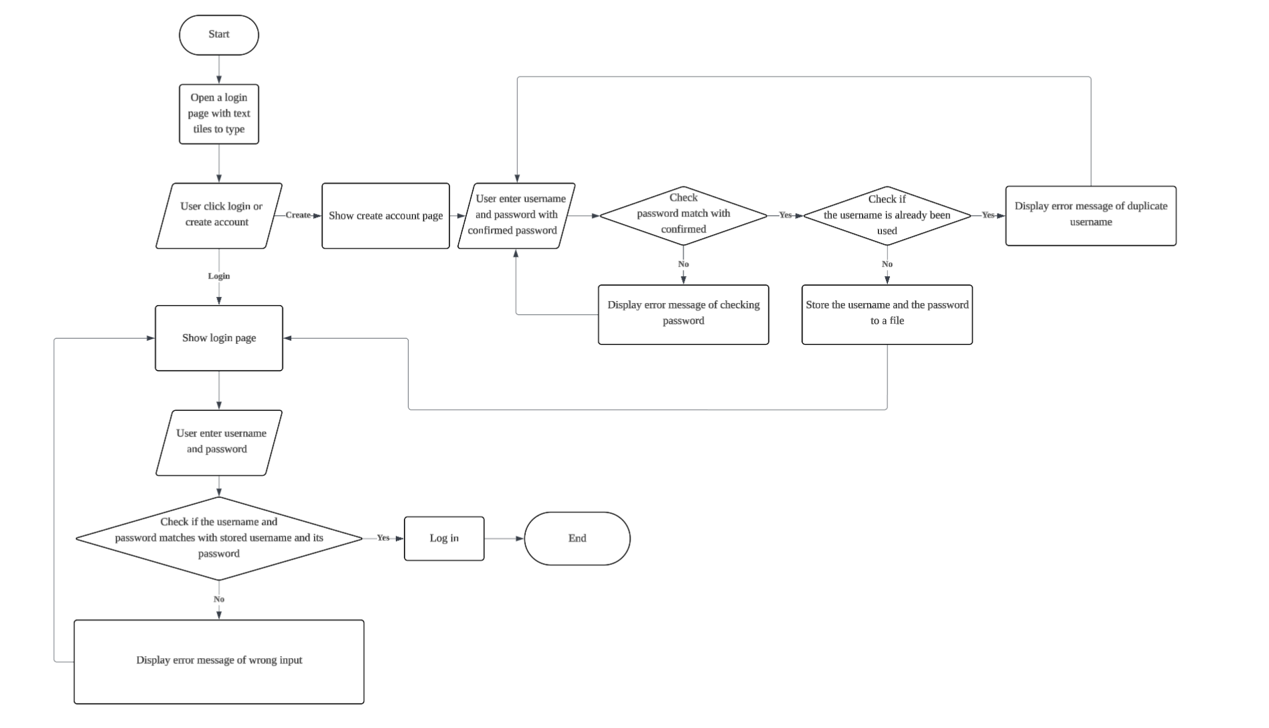 Start
Open a login
page with text
tiles to type
User click login or
create account
Create
Show create account page
User enter username
and password with
confirmed password
Check
password match with
confirmed
Yes
Check if
the username is already been
used
Yes
Display error message of duplicate
username
Login
No
No
Show login page
Display error message of checking
password
Store the username and the password
to a file
User enter username
and password
Check if the username and
password matches with stored username and its
password
Yes
Log in
End
No
Display error message of wrong input